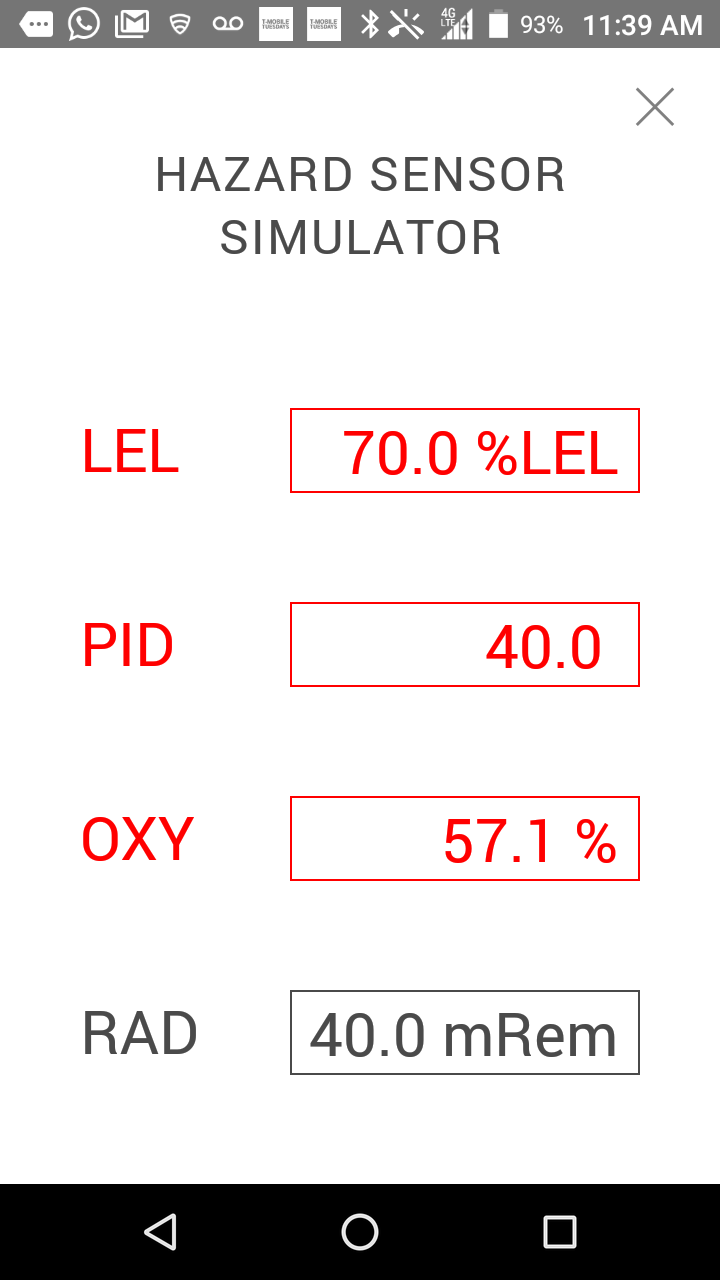 T-MOBILE TUESDAYS T-MOBILE TUESDAYS 4G LTE 93% 11:39 AM
HAZARD SENSOR
SIMULATOR
LEL 70.0 %LEL
PID 40.0
OXY 57.1 %
RAD 40.0 mRem